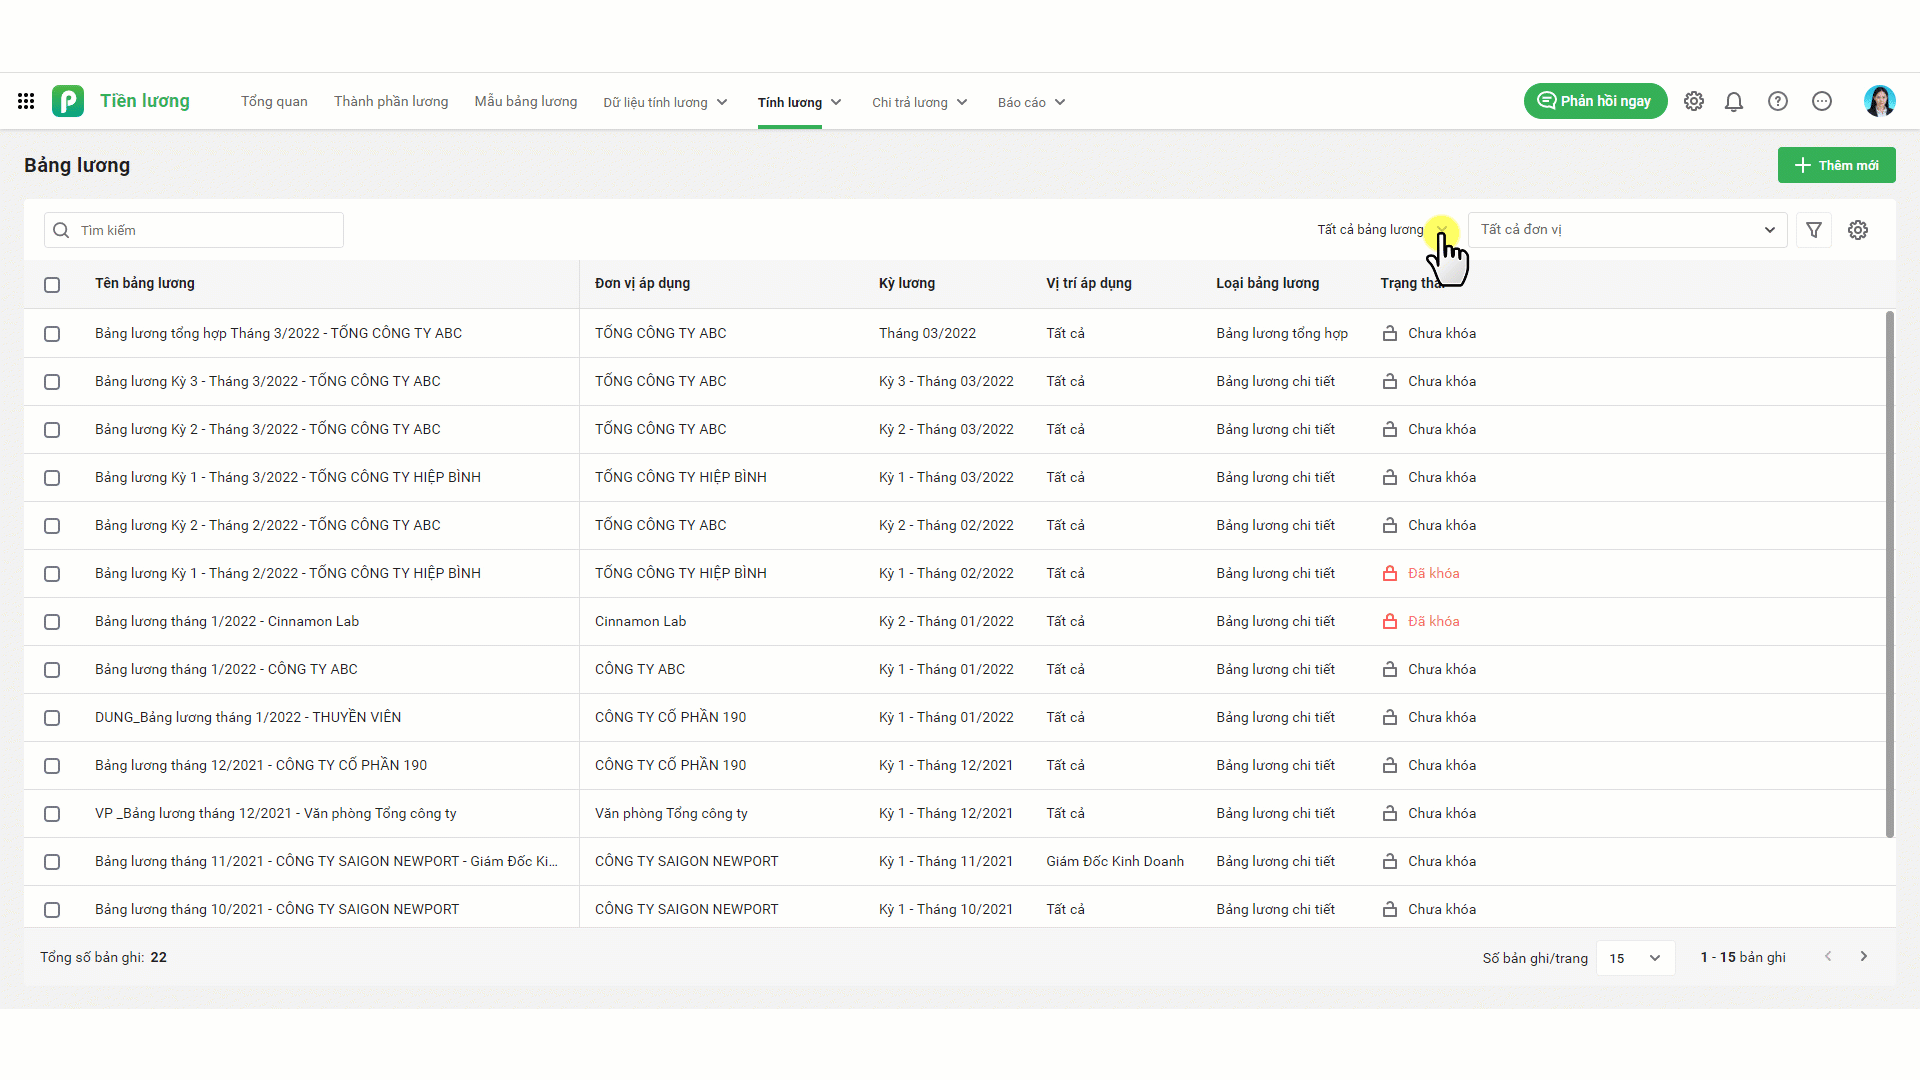 Tiền lương Tổng quan Thành phần lương Mẫu bảng lương Dữ liệu tính lương Tính lương Chi trả lương Báo cáo Phản hồi ngay
Bảng lương Thêm mới
Tìm kiếm Tất cả bảng lương Tất cả đơn vị
Tên bảng lương Đơn vị áp dụng Kỳ lương Vị trí áp dụng Loại bảng lương Trạng
Bảng lương tổng hợp Tháng 3/2022 - TỔNG CÔNG TY ABC TỔNG CÔNG TY ABC Tháng 03/2022 Tất cả Bảng lương tổng hợp Chưa khóa
Bảng lương Kỳ 3 - Tháng 3/2022 - TỔNG CÔNG TY ABC TỔNG CÔNG TY ABC Kỳ 3 - Tháng 03/2022 Tất cả Bảng lương chi tiết Chưa khóa
Bảng lương Kỳ 2 - Tháng 3/2022 - TỔNG CÔNG TY ABC TỔNG CÔNG TY ABC Kỳ 2 - Tháng 03/2022 Tất cả Bảng lương chi tiết Chưa khóa
Bảng lương Kỳ 1 - Tháng 3/2022 - TỔNG CÔNG TY HIỆP BÌNH TỔNG CÔNG TY HIỆP BÌNH Kỳ 1 - Tháng 03/2022 Tất cả Bảng lương chi tiết Chưa khóa
Bảng lương Kỳ 2 - Tháng 2/2022 - TỔNG CÔNG TY ABC TỔNG CÔNG TY ABC Kỳ 2 - Tháng 02/2022 Tất cả Bảng lương chi tiết Chưa khóa
Bảng lương Kỳ 1 - Tháng 2/2022 - TỔNG CÔNG TY HIỆP BÌNH TỔNG CÔNG TY HIỆP BÌNH Kỳ 1 - Tháng 02/2022 Tất cả Bảng lương chi tiết Đã khóa
Bảng lương tháng 1/2022 - Cinnamon Lab Cinnamon Lab Kỳ 2 - Tháng 01/2022 Tất cả Bảng lương chi tiết Đã khóa
Bảng lương tháng 1/2022 - CÔNG TY ABC CÔNG TY ABC Kỳ 1 - Tháng 01/2022 Tất cả Bảng lương chi tiết Chưa khóa
DUNG_Bảng lương tháng 1/2022 - THUYỀN VIÊN CÔNG TY CỔ PHẦN 190 Kỳ 1 - Tháng 01/2022 Tất cả Bảng lương chi tiết Chưa khóa
Bảng lương tháng 12/2021 - CÔNG TY CỔ PHẦN 190 CÔNG TY CỔ PHẦN 190 Kỳ 1 - Tháng 12/2021 Tất cả Bảng lương chi tiết Chưa khóa
VP _Bảng lương tháng 12/2021 - Văn phòng Tổng công ty Văn phòng Tổng công ty Kỳ 1 - Tháng 12/2021 Tất cả Bảng lương chi tiết Chưa khóa
Bảng lương tháng 11/2021 - CÔNG TY SAIGON NEWPORT - Giám Đốc Ki... CÔNG TY SAIGON NEWPORT Kỳ 1 - Tháng 11/2021 Giám Đốc Kinh Doanh Bảng lương chi tiết Chưa khóa
Bảng lương tháng 10/2021 - CÔNG TY SAIGON NEWPORT CÔNG TY SAIGON NEWPORT Kỳ 1 - Tháng 10/2021 Tất cả Bảng lương chi tiết Chưa khóa
Tổng số bản ghi: 22 Số bản ghi/trang 15 1 - 15 bản ghi